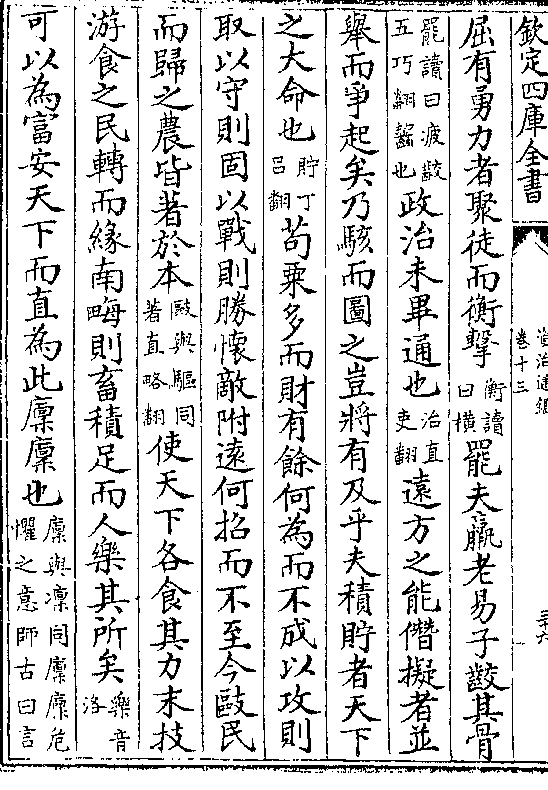 欽定四庫全書
資治通鑑
卷十三
三十六
屈有勇力者聚徒而衡擊衡讀曰橫罷夫羸老易子齩其骨
罷讀曰疲齩五巧翻齧也政治未畢通也治直吏翻遠方之能僭擬者並
舉而爭起矣乃駭而圖之豈將有及乎夫積貯者天下
之大命也貯丁呂翻苟粟多而財有餘何為而不成以攻則
取以守則固以戰則勝懷敵附遠何招而不至今敺民
而歸之農皆著於本敺與驅同著直略翻使天下各食其力末技
游食之民轉而緣南畮則畜積足而人樂其所矣樂音洛
可以為富安天下而直為此廩廩也廩與凛同廩廩危懼之意師古曰言